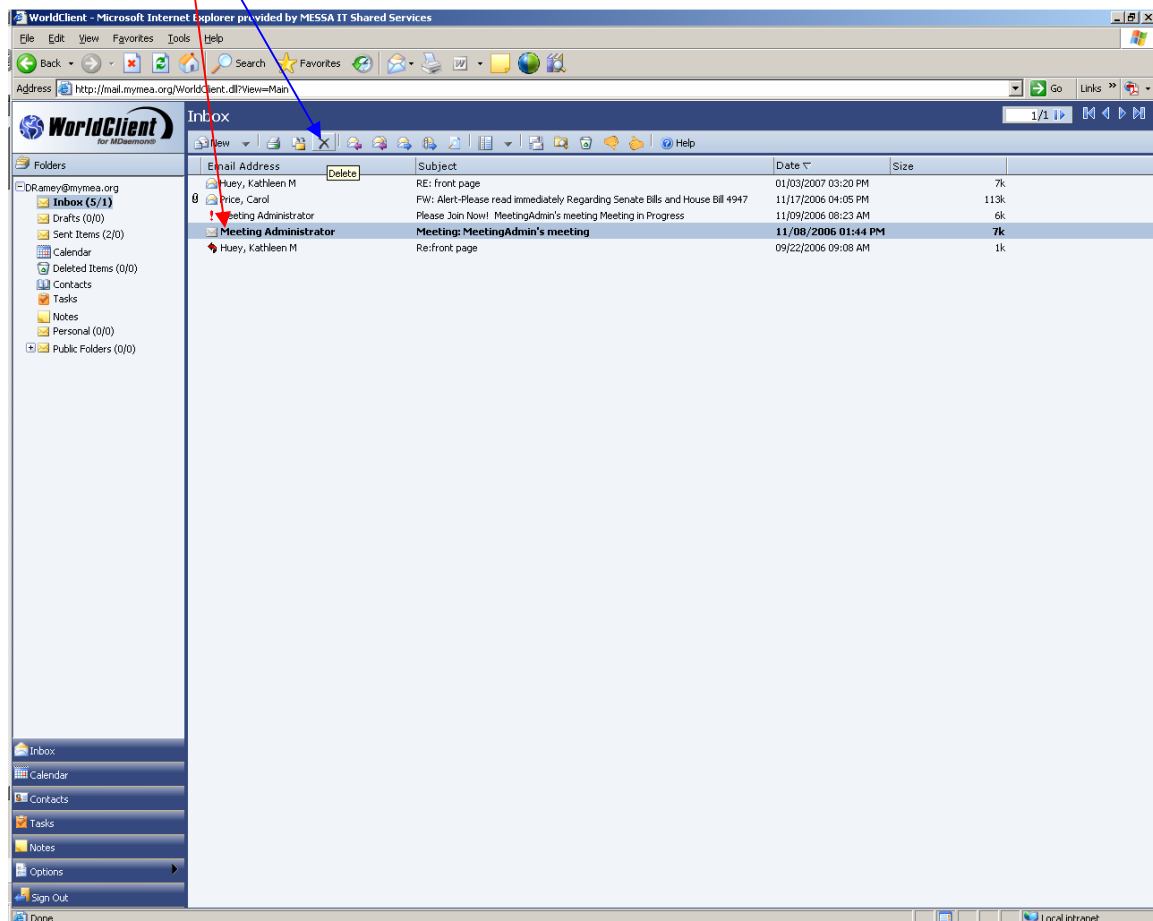 WorldClient - Microsoft Internet Explorer provided by MESSA IT Shared Services
File Edit View Favorites Tools Help
Back Search Favorites
Address http://mail.mymea.org/WorldClient.dll?View=Main Go Links »
WorldClient
for MDaemon®
Inbox
1/1
New Help
Delete
Folders
DRamey@mymea.org
Inbox (5/1)
Drafts (0/0)
Sent Items (2/0)
Calendar
Deleted Items (0/0)
Contacts
Tasks
Notes
Personal (0/0)
Public Folders (0/0)
Email Address Subject Date Size
Huey, Kathleen M RE: front page 01/03/2007 03:20 PM 7k
Price, Carol FW: Alert-Please read immediately Regarding Senate Bills and House Bill 4947 11/17/2006 04:05 PM 113k
Meeting Administrator Please Join Now! MeetingAdmin's meeting Meeting in Progress 11/09/2006 08:23 AM 6k
Meeting Administrator Meeting: MeetingAdmin's meeting 11/08/2006 01:44 PM 7k
Huey, Kathleen M Re:front page 09/22/2006 09:08 AM 1k
Inbox
Calendar
Contacts
Tasks
Notes
Options
Sign Out
Done Local intranet